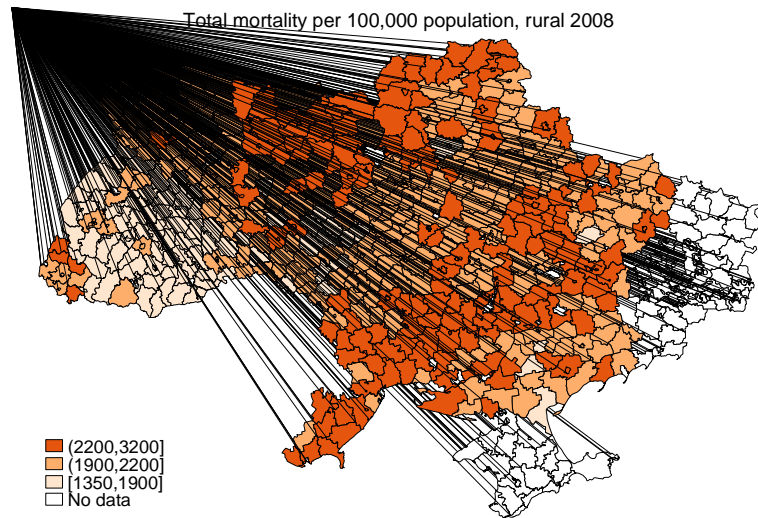 Total mortality per 100,000 population, rural 2008
(2200,3200]
(1900,2200]
[1350,1900]
No data